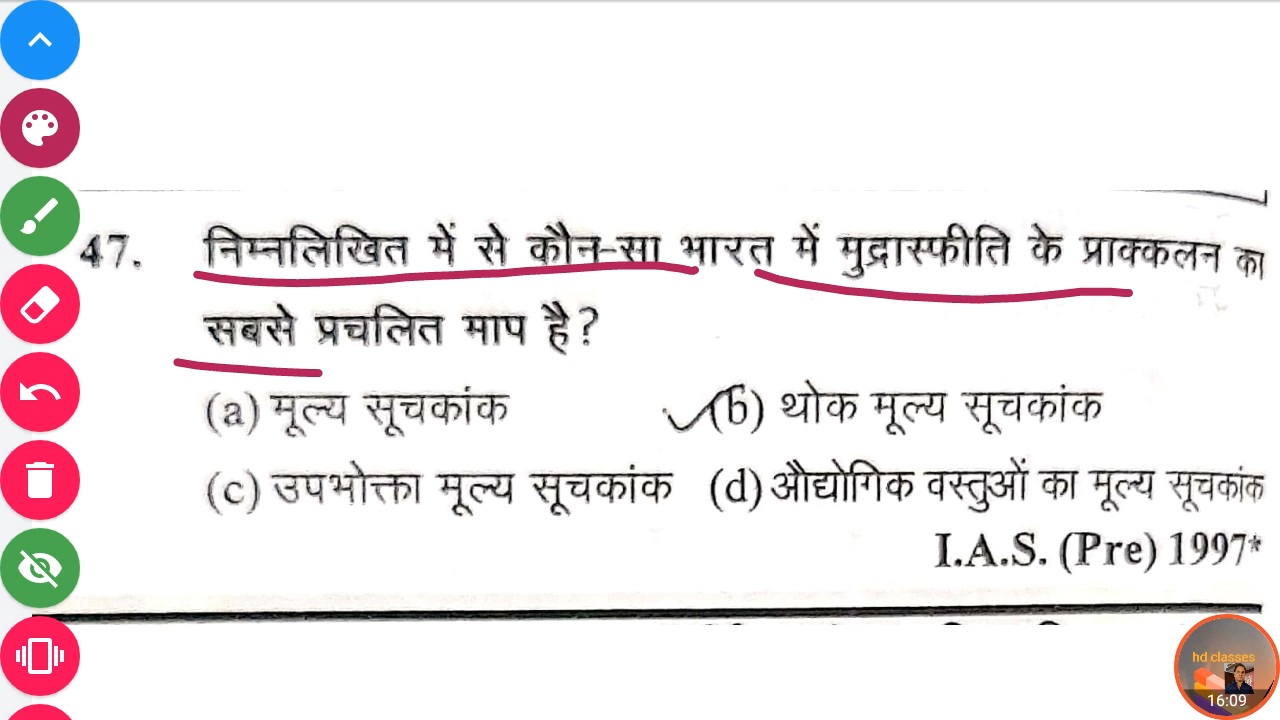 47. निम्नलिखित में से कौन-सा भारत में मुद्रास्फीति के प्राक्कलन का
सबसे प्रचलित माप है?
(a) मूल्य सूचकांक (b) थोक मूल्य सूचकांक
(c) उपभोक्ता मूल्य सूचकांक (d) औद्योगिक वस्तुओं का मूल्य सूचकांक
I.A.S. (Pre) 1997*
hd classes
16:09